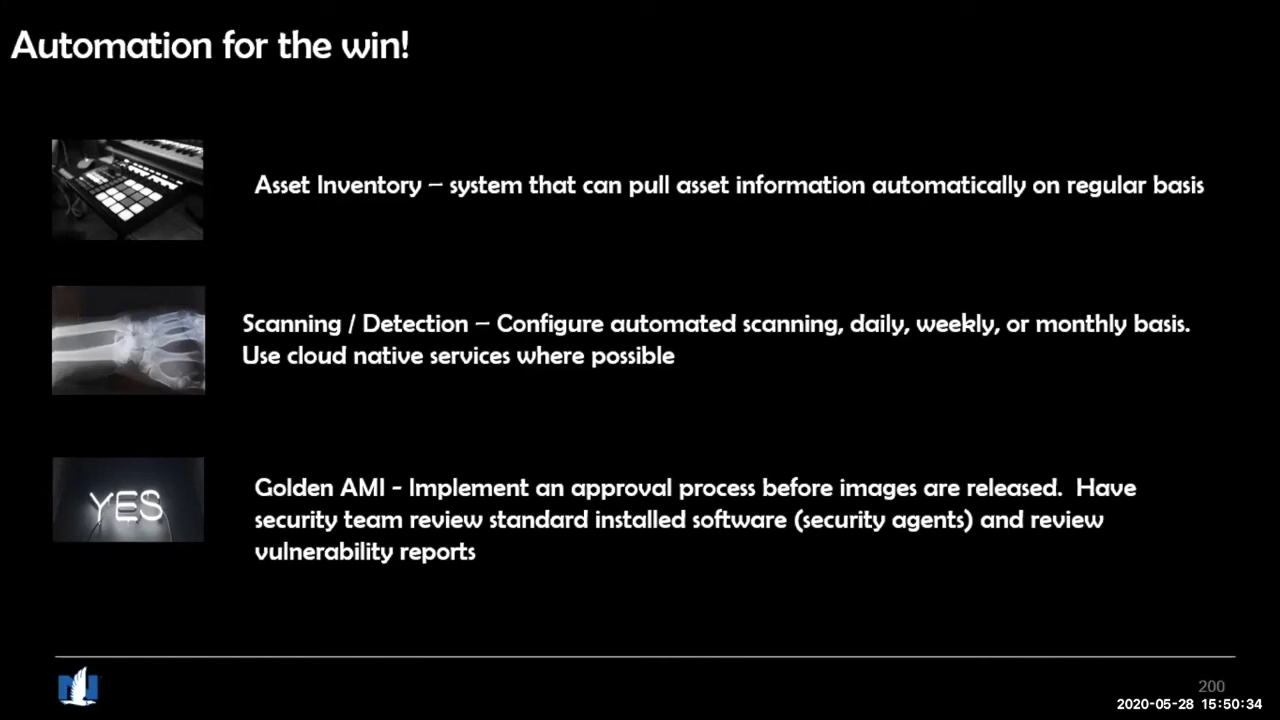 Automation for the win!
Asset Inventory – system that can pull asset information automatically on regular basis
Scanning / Detection – Configure automated scanning, daily, weekly, or monthly basis.
Use cloud native services where possible
YES
Golden AMI - Implement an approval process before images are released.  Have
security team review standard installed software (security agents) and review
vulnerability reports
N
200
2020-05-28 15:50:34